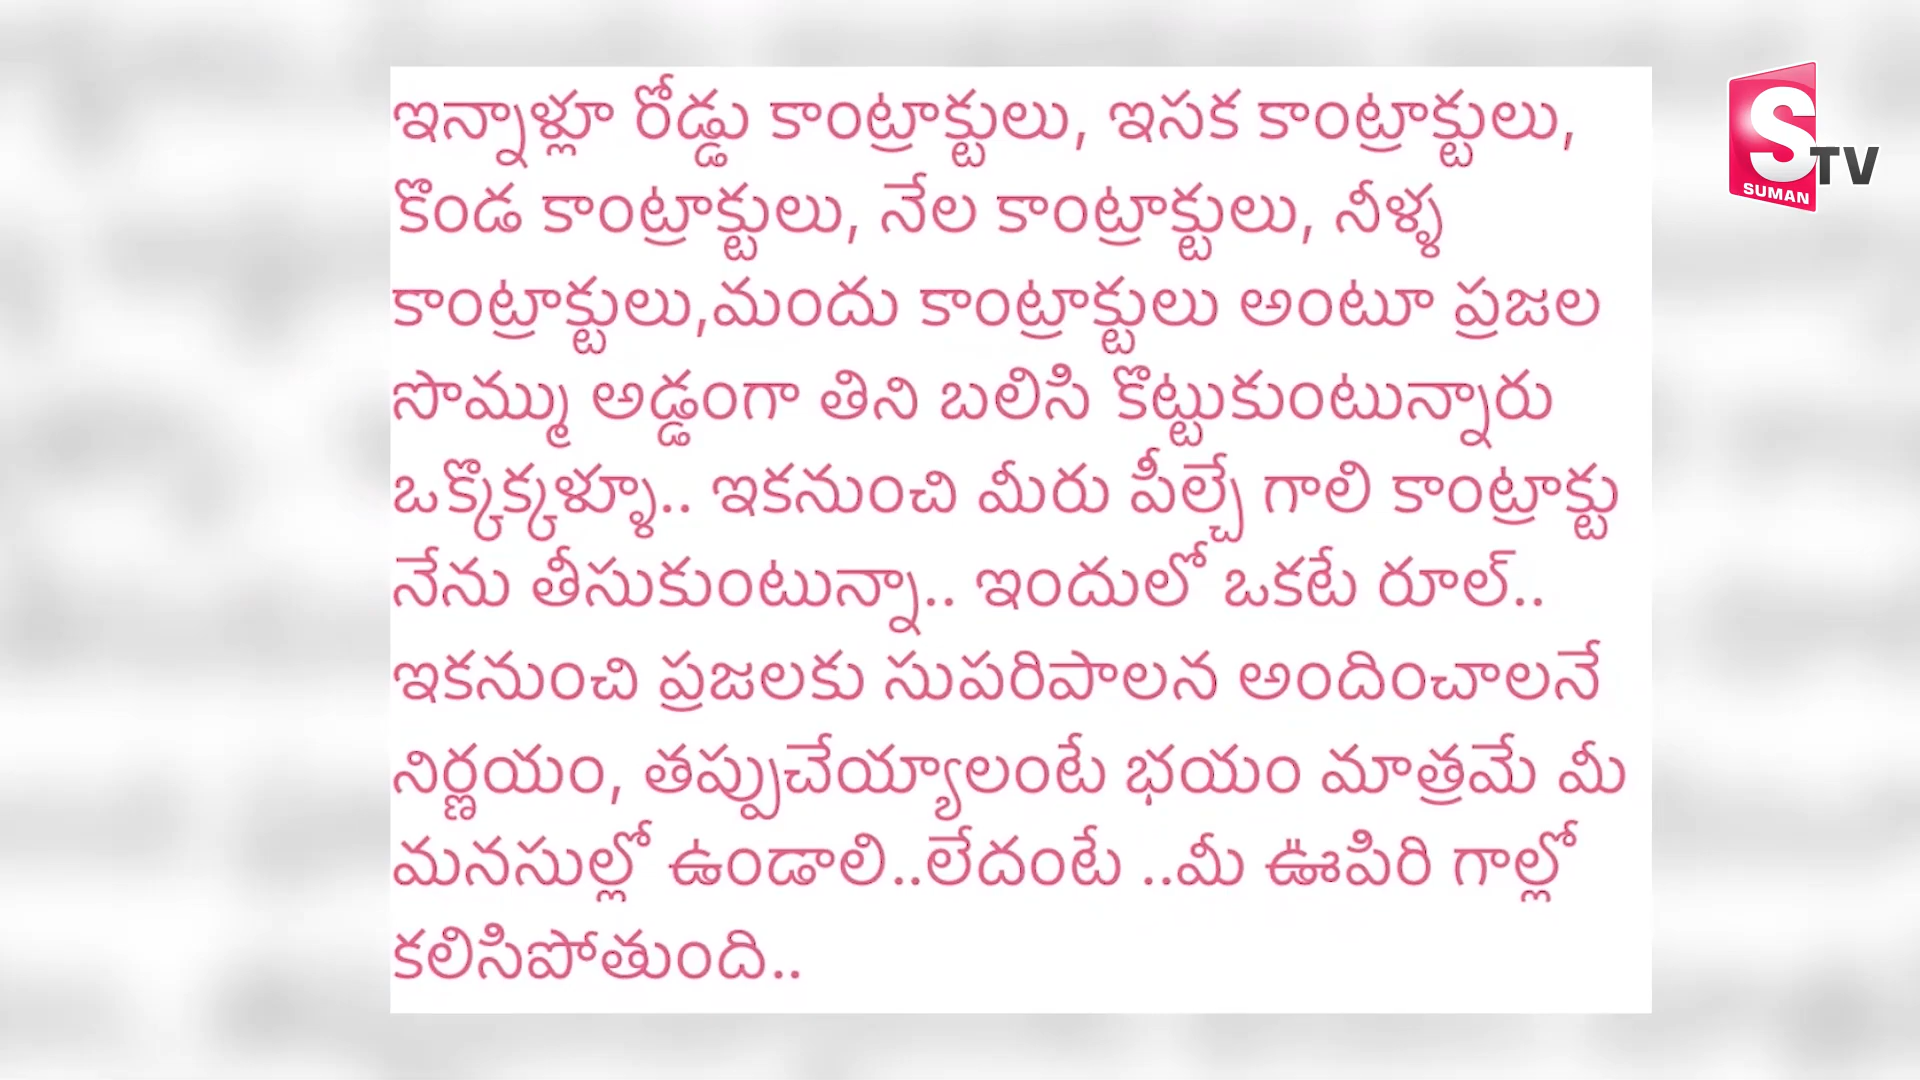 ఇన్నాళ్లూ రోడ్డు కాంట్రాక్టులు, ఇసక కాంట్రాక్టులు,
కొండ కాంట్రాక్టులు, నేల కాంట్రాక్టులు, నీళ్ళ
కాంట్రాక్టులు,మందు కాంట్రాక్టులు అంటూ ప్రజల
సొమ్ము అడ్డంగా తిని బలిసి కొట్టుకుంటున్నారు
ఒక్కొక్కళ్ళూ.. ఇకనుంచి మీరు పీల్చే గాలి కాంట్రాక్టు
నేను తీసుకుంటున్నా.. ఇందులో ఒకటే రూల్..
ఇకనుంచి ప్రజలకు సుపరిపాలన అందించాలనే
నిర్ణయం, తప్పుచేయ్యాలంటే భయం మాత్రమే మీ
మనసుల్లో ఉండాలి..లేదంటే ..మీ ఊపిరి గాల్లో
కలిసిపోతుంది..
S TV
SUMAN